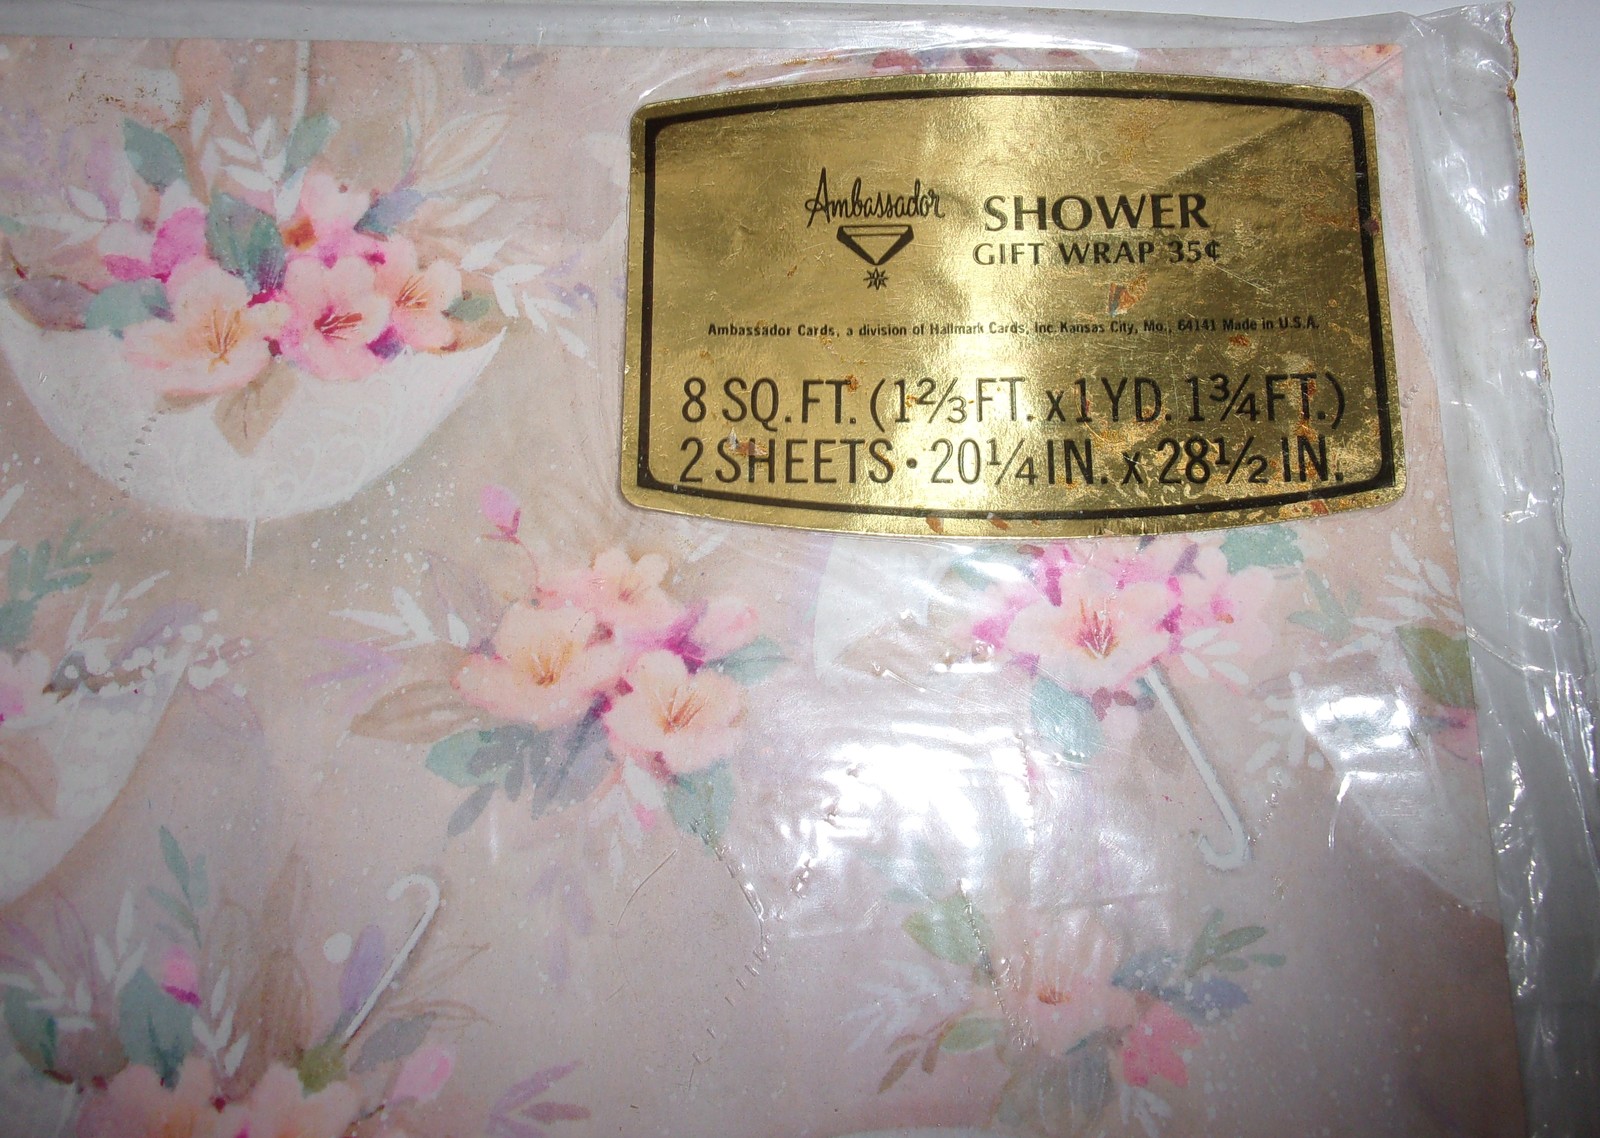 Ambassador
SHOWER
GIFT WRAP 35¢
Ambassador Cards, a division of Hallmark Cards, Inc. Kansas City, Mo., 64141 Made in U.S.A.
8 SQ. FT. (1⅔ FT. x 1 YD. 1¾ FT.)
2 SHEETS · 20¼ IN. x 28½ IN.